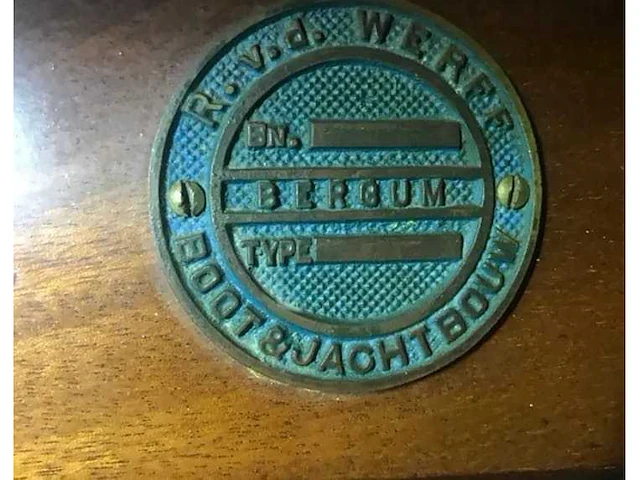 R.v.d. WERFF
BN.
BERGUM
TYPE
BOOT & JACHTBOUW